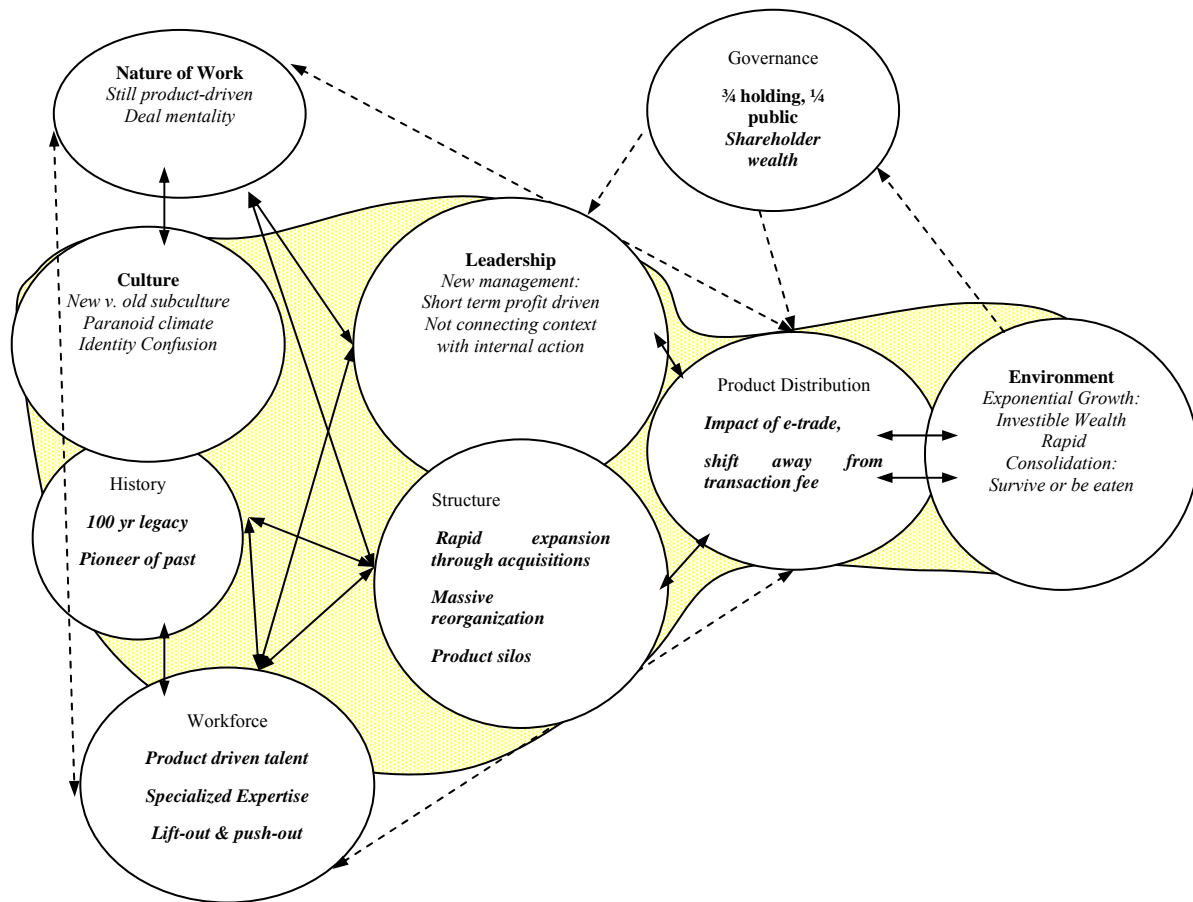 Nature of Work
Still product-driven
Deal mentality
Governance
¾ holding, ¼
public
Shareholder
wealth
Culture
New v. old subculture
Paranoid climate
Identity Confusion
Leadership
New management:
Short term profit driven
Not connecting context
with internal action
Product Distribution
Impact of e-trade,
shift away from
transaction fee
Environment
Exponential Growth:
Investible Wealth
Rapid
Consolidation:
Survive or be eaten
History
100 yr legacy
Pioneer of past
Structure
Rapid expansion
through acquisitions
Massive
reorganization
Product silos
Workforce
Product driven talent
Specialized Expertise
Lift-out & push-out